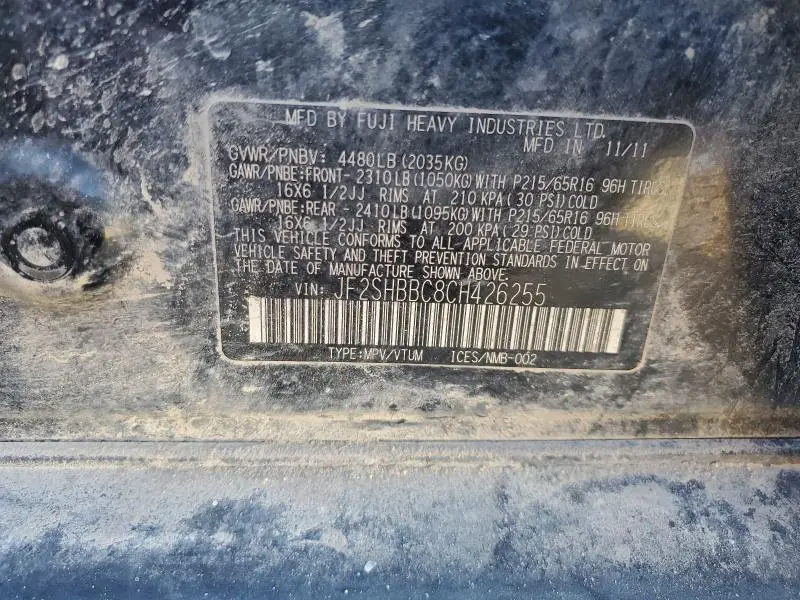 MFD BY FUJI HEAVY INDUSTRIES LTD.
MFD IN 11/11
GVWR/PNBV: 4480LB(2035KG)
GAWR/PNBE:FRONT- 2310LB(1050KG)WITH P215/65R16 96H TIRES
16X6 1/2JJ RIMS AT 210 KPA(30 PSI)COLD
GAWR/PNBE:REAR - 2410LB(1095KG)WITH P215/65R16 96H TIRES
16X6 1/2JJ RIMS AT 200 KPA(29 PSI)COLD
THIS VEHICLE CONFORMS TO ALL APPLICABLE FEDERAL MOTOR
VEHICLE SAFETY AND THEFT PREVENTION STANDARDS IN EFFECT ON
THE DATE OF MANUFACTURE SHOWN ABOVE.
VIN: JF2SHBBC8CH426255
TYPE:MPV/VTUM ICES/NMB-002